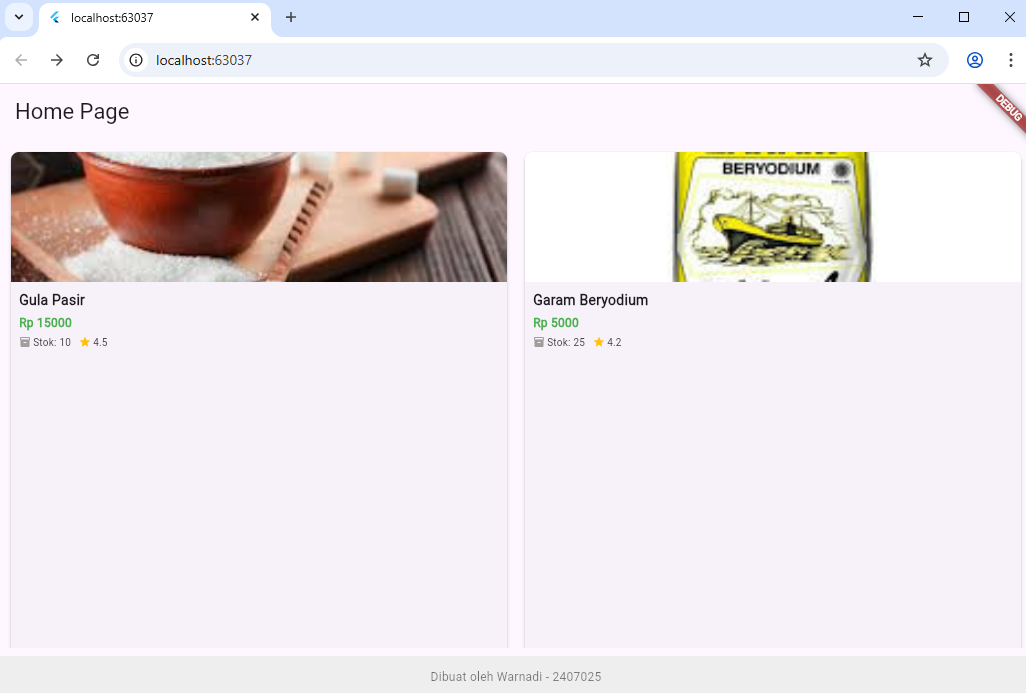 localhost:63037
localhost:63037
Home Page
DEBUG
BERYODIUM
Gula Pasir
Rp 15000
Stok: 10 4.5
Garam Beryodium
Rp 5000
Stok: 25 4.2
Dibuat oleh Warnadi - 2407025